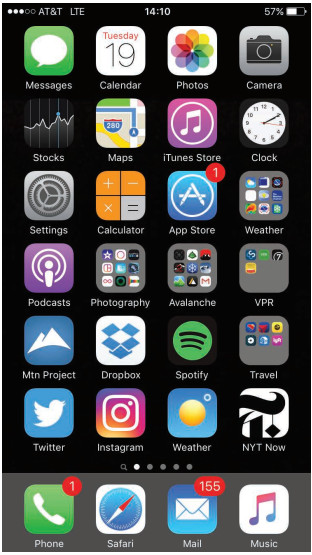 AT&T LTE 14:10 57%
Tuesday
19
Messages Calendar Photos Camera
280
Stocks Maps iTunes Store Clock
1
Settings Calculator App Store Weather
Podcasts Photography Avalanche VPR
Mtn Project Dropbox Spotify Travel
Twitter Instagram Weather NYT Now
1 155
Phone Safari Mail Music